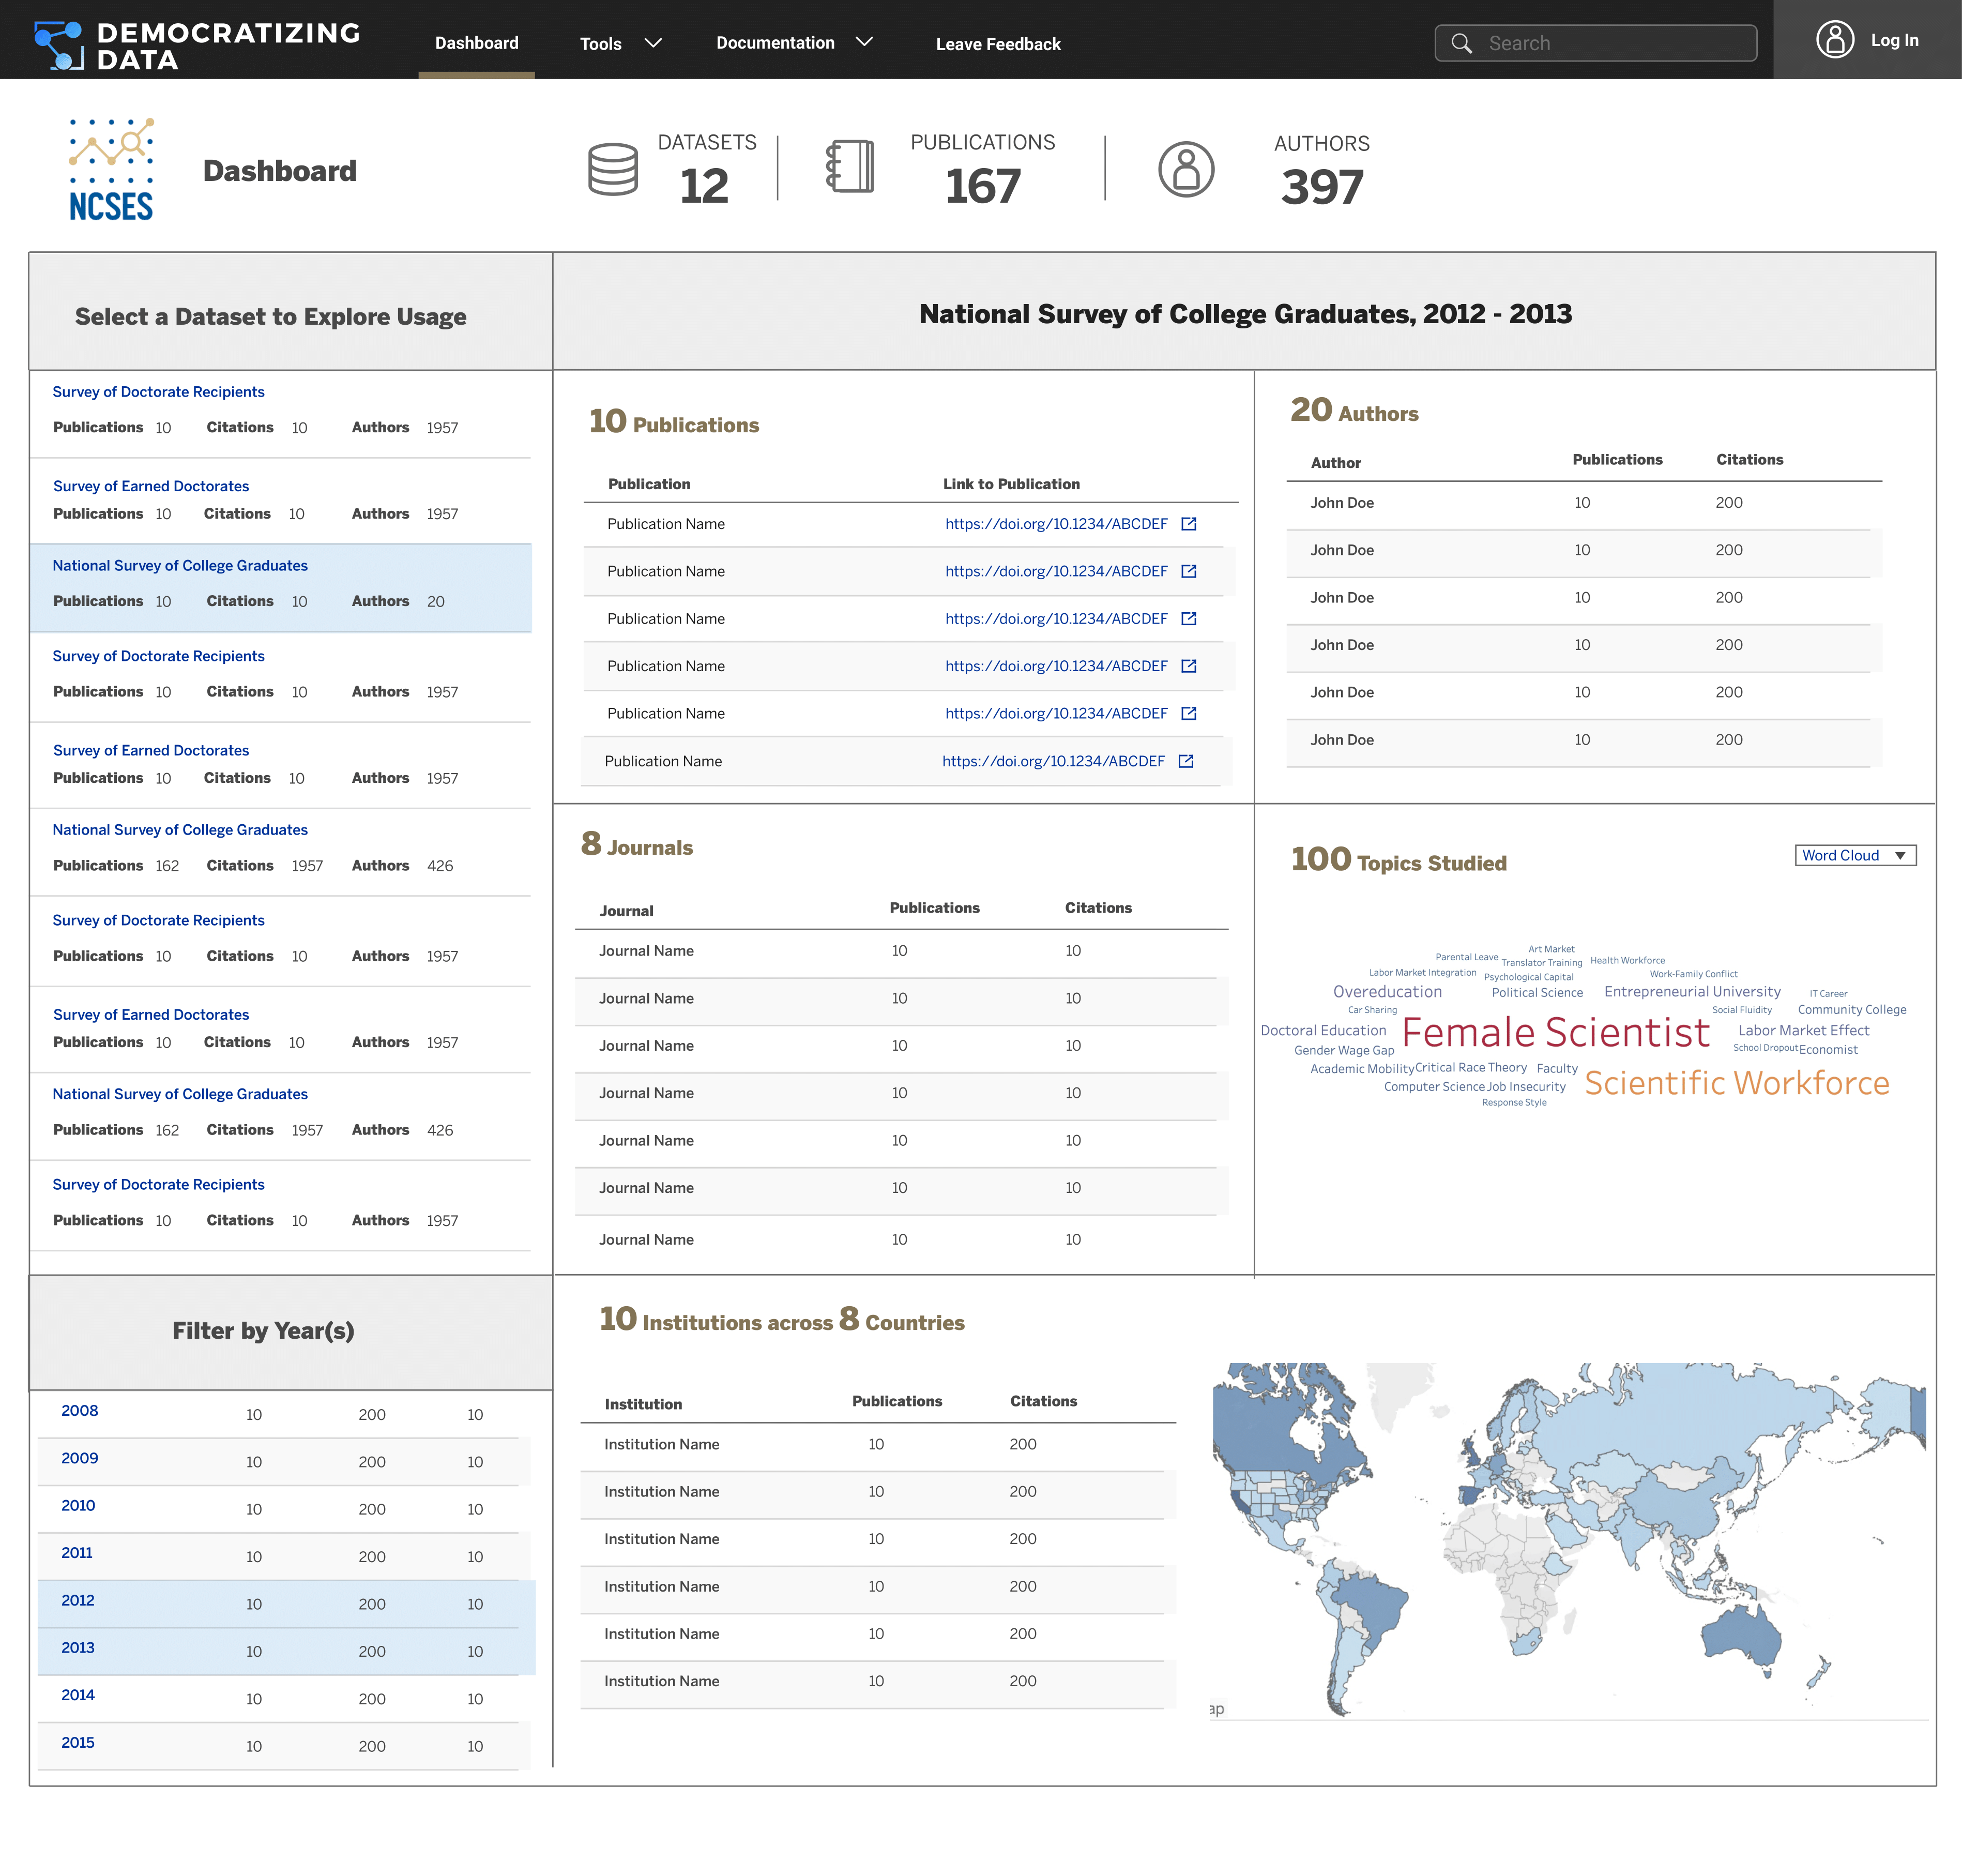 DEMOCRATIZING
DATA
Dashboard Tools Documentation Leave Feedback Search Log In
NCSES
Dashboard
DATASETS
12
PUBLICATIONS
167
AUTHORS
397
Select a Dataset to Explore Usage
Survey of Doctorate Recipients
Publications 10 Citations 10 Authors 1957
Survey of Earned Doctorates
Publications 10 Citations 10 Authors 1957
National Survey of College Graduates
Publications 10 Citations 10 Authors 20
Survey of Doctorate Recipients
Publications 10 Citations 10 Authors 1957
Survey of Earned Doctorates
Publications 10 Citations 10 Authors 1957
National Survey of College Graduates
Publications 162 Citations 1957 Authors 426
Survey of Doctorate Recipients
Publications 10 Citations 10 Authors 1957
Survey of Earned Doctorates
Publications 10 Citations 10 Authors 1957
National Survey of College Graduates
Publications 162 Citations 1957 Authors 426
Survey of Doctorate Recipients
Publications 10 Citations 10 Authors 1957
Filter by Year(s)
2008 10 200 10
2009 10 200 10
2010 10 200 10
2011 10 200 10
2012 10 200 10
2013 10 200 10
2014 10 200 10
2015 10 200 10
National Survey of College Graduates, 2012 - 2013
10 Publications
Publication Link to Publication
Publication Name https://doi.org/10.1234/ABCDEF
Publication Name https://doi.org/10.1234/ABCDEF
Publication Name https://doi.org/10.1234/ABCDEF
Publication Name https://doi.org/10.1234/ABCDEF
Publication Name https://doi.org/10.1234/ABCDEF
Publication Name https://doi.org/10.1234/ABCDEF
20 Authors
Author Publications Citations
John Doe 10 200
John Doe 10 200
John Doe 10 200
John Doe 10 200
John Doe 10 200
John Doe 10 200
8 Journals
Journal Publications Citations
Journal Name 10 10
Journal Name 10 10
Journal Name 10 10
Journal Name 10 10
Journal Name 10 10
Journal Name 10 10
Journal Name 10 10
100 Topics Studied
Word Cloud
Art Market
Parental Leave Translator Training Health Workforce
Labor Market Integration Psychological Capital Work-Family Conflict
Overeducation Political Science Entrepreneurial University IT Career
Car Sharing Social Fluidity Community College
Doctoral Education Female Scientist Labor Market Effect
Gender Wage Gap School Dropout Economist
Academic Mobility Critical Race Theory Faculty
Computer Science Job Insecurity Scientific Workforce
Response Style
10 Institutions across 8 Countries
Institution Publications Citations
Institution Name 10 200
Institution Name 10 200
Institution Name 10 200
Institution Name 10 200
Institution Name 10 200
Institution Name 10 200
ap